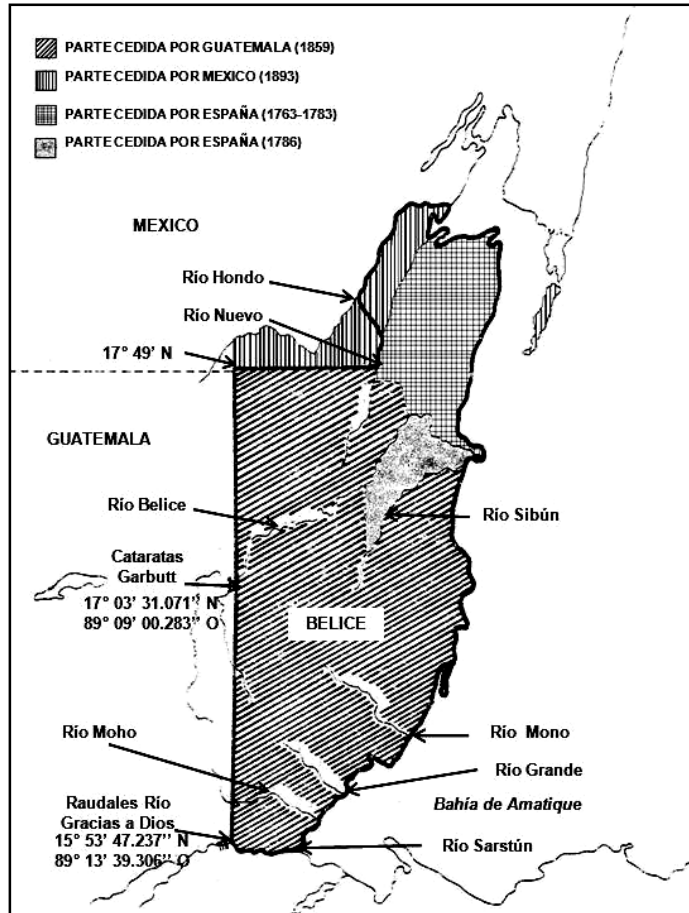 PARTE CEDIDA POR GUATEMALA (1859)
PARTE CEDIDA POR MEXICO (1893)
PARTE CEDIDA POR ESPAÑA (1763-1783)
PARTE CEDIDA POR ESPAÑA (1786)
MEXICO
Río Hondo
Río Nuevo
17° 49’ N
GUATEMALA
Río Belice
Río Sibún
Cataratas
Garbutt
17° 03’ 31.071’’ N
89° 09’ 00.283’’ O
BELICE
Río Moho
Río Mono
Río Grande
Bahía de Amatique
Raudales Río
Gracias a Dios
15° 53’ 47.237’’ N
89° 13’ 39.306’’ O
Río Sarstún